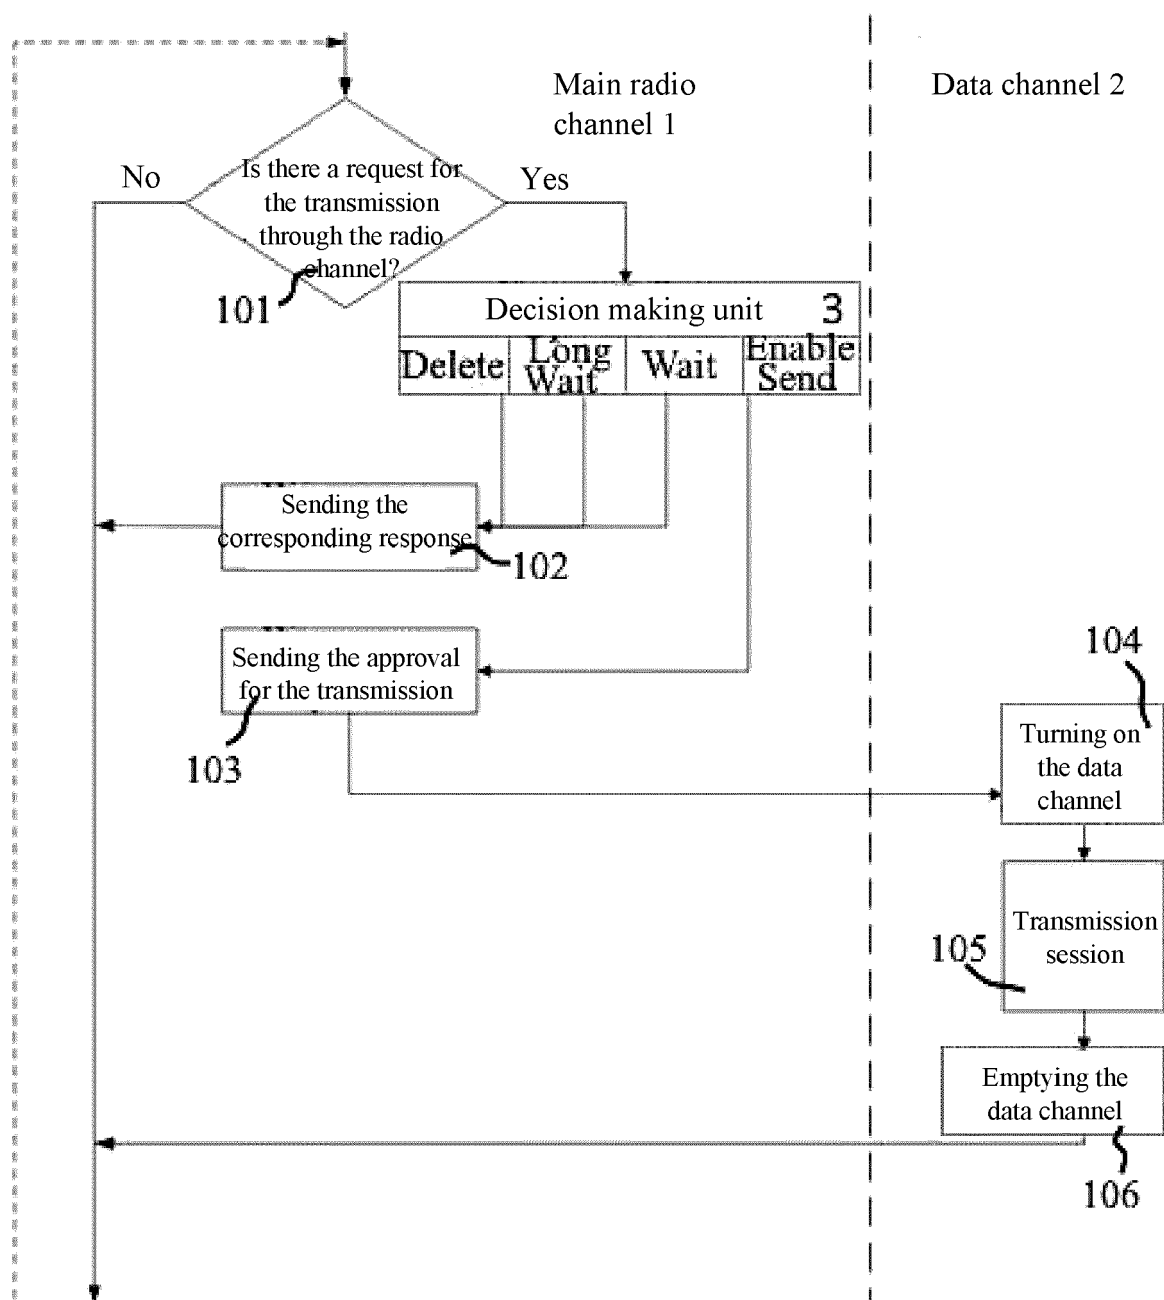 Main radio
channel 1
Data channel 2
No
Is there a request for
the transmission
through the radio
channel?
Yes
101
Decision making unit 3
Delete
Long
Wait
Wait
Enable
Send
Sending the
corresponding response
102
Sending the approval
for the transmission
103
104
Turning on
the data
channel
Transmission
session
105
Emptying the
data channel
106